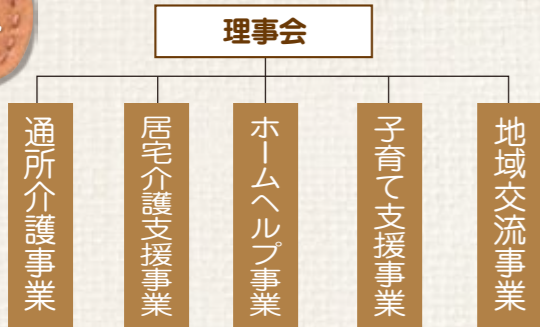 理事会
通所介護事業
居宅介護支援事業
ホームヘルプ事業
子育て支援事業
地域交流事業